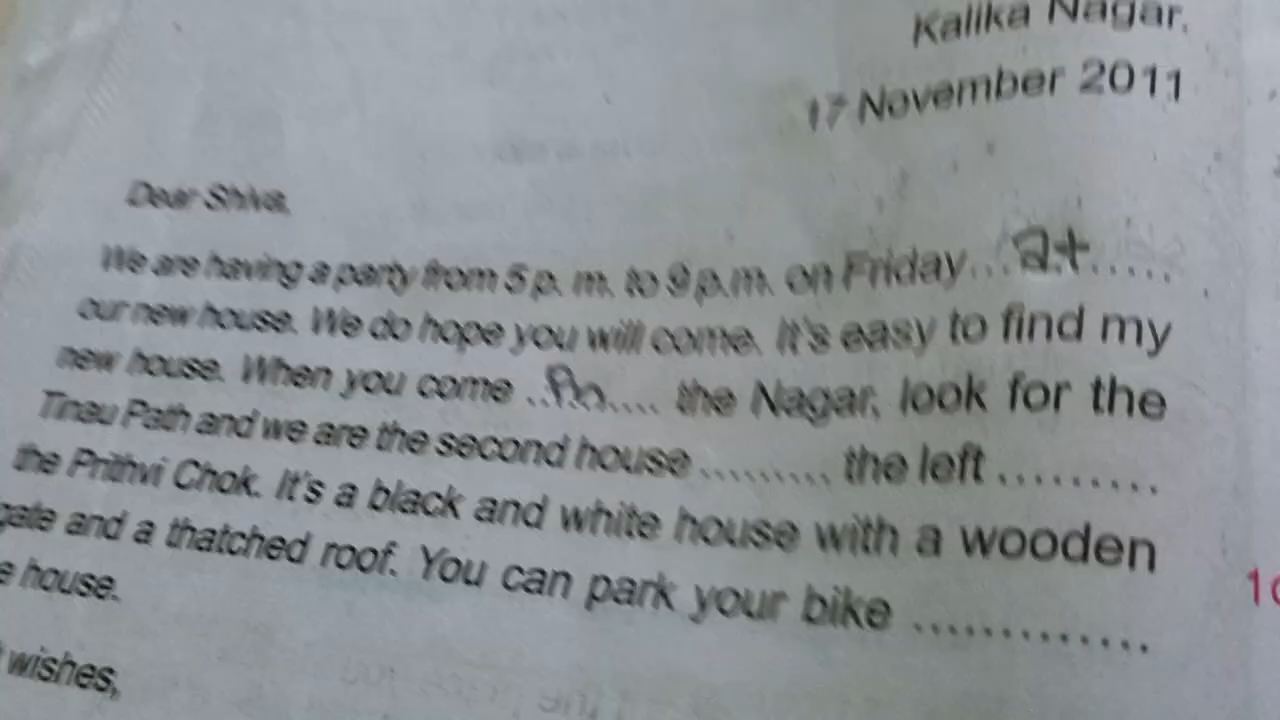 Kalika Nagar,
17 November 2011
Dear Shiva,
We are having a party from 5 p. m. to 9 p.m. on Friday...at.....
our new house. We do hope you will come. It's easy to find my
new house. When you come ..in.... the Nagar, look for the
Tinau Path and we are the second house ......... the left .........
the Prithvi Chok. It's a black and white house with a wooden
gate and a thatched roof. You can park your bike .............
e house.
wishes,